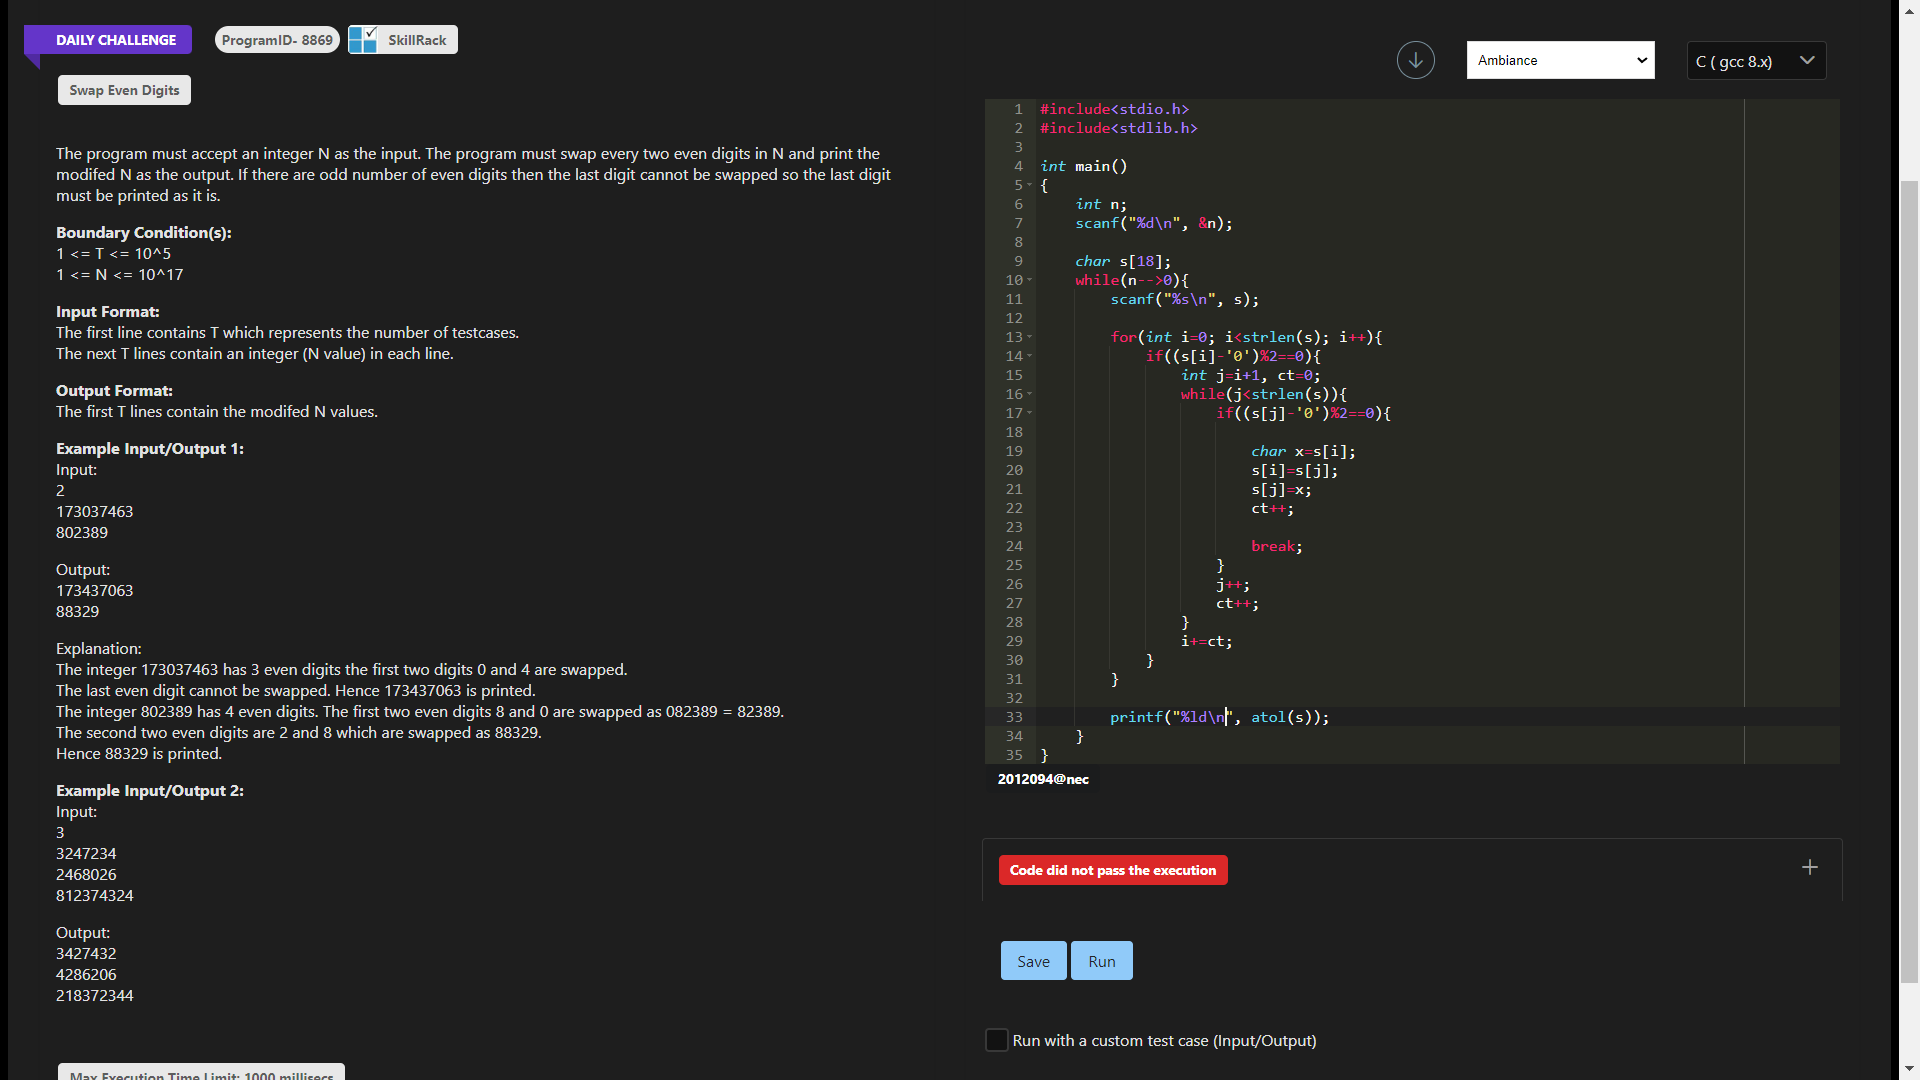 DAILY CHALLENGE
ProgramID- 8869
SkillRack
Swap Even Digits
The program must accept an integer N as the input. The program must swap every two even digits in N and print the
modifed N as the output. If there are odd number of even digits then the last digit cannot be swapped so the last digit
must be printed as it is.
Boundary Condition(s):
1 <= T <= 10^5
1 <= N <= 10^17
Input Format:
The first line contains T which represents the number of testcases.
The next T lines contain an integer (N value) in each line.
Output Format:
The first T lines contain the modifed N values.
Example Input/Output 1:
Input:
2
173037463
802389
Output:
173437063
88329
Explanation:
The integer 173037463 has 3 even digits the first two digits 0 and 4 are swapped.
The last even digit cannot be swapped. Hence 173437063 is printed.
The integer 802389 has 4 even digits. The first two even digits 8 and 0 are swapped as 082389 = 82389.
The second two even digits are 2 and 8 which are swapped as 88329.
Hence 88329 is printed.
Example Input/Output 2:
Input:
3
3247234
2468026
812374324
Output:
3427432
4286206
218372344
Max Execution Time Limit: 1000 millisecs
Ambiance
C ( gcc 8.x)
1 #include<stdio.h>
2 #include<stdlib.h>
3
4 int main()
5 {
6     int n;
7     scanf("%d\n", &n);
8
9     char s[18];
10     while(n-->0){
11         scanf("%s\n", s);
12
13         for(int i=0; i<strlen(s); i++){
14             if((s[i]-'0')%2==0){
15                 int j=i+1, ct=0;
16                 while(j<strlen(s)){
17                     if((s[j]-'0')%2==0){
18
19                         char x=s[i];
20                         s[i]=s[j];
21                         s[j]=x;
22                         ct++;
23
24                         break;
25                     }
26                     j++;
27                     ct++;
28                 }
29                 i+=ct;
30             }
31         }
32
33         printf("%ld\n", atol(s));
34     }
35 }
2012094@nec
Code did not pass the execution
Save
Run
Run with a custom test case (Input/Output)